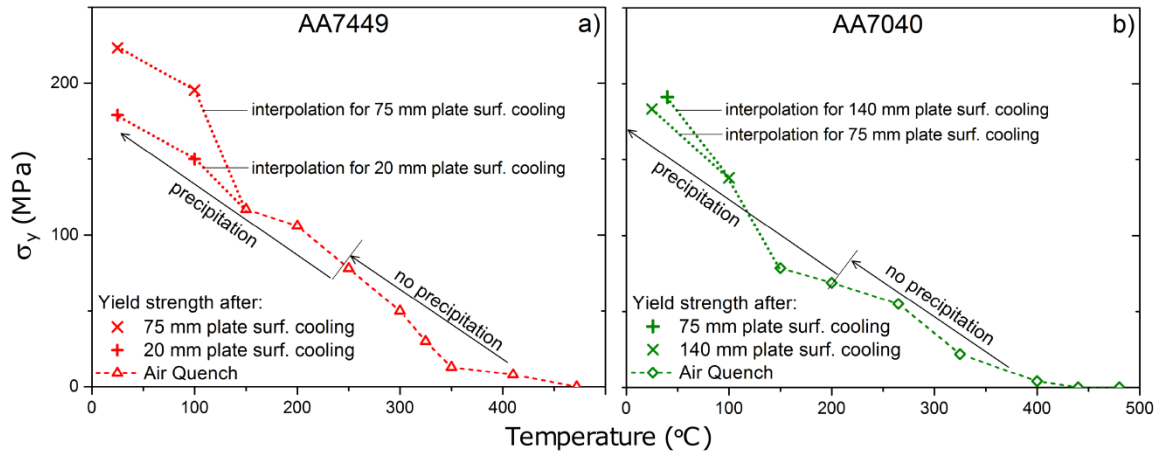 AA7449
a)
200
100
0
σy (MPa)
interpolation for 75 mm plate surf. cooling
interpolation for 20 mm plate surf. cooling
precipitation
no precipitation
Yield strength after:
75 mm plate surf. cooling
20 mm plate surf. cooling
Air Quench
0 100 200 300 400
AA7040
b)
interpolation for 140 mm plate surf. cooling
interpolation for 75 mm plate surf. cooling
precipitation
no precipitation
Yield strength after:
75 mm plate surf. cooling
140 mm plate surf. cooling
Air Quench
0 100 200 300 400 500
Temperature (°C)